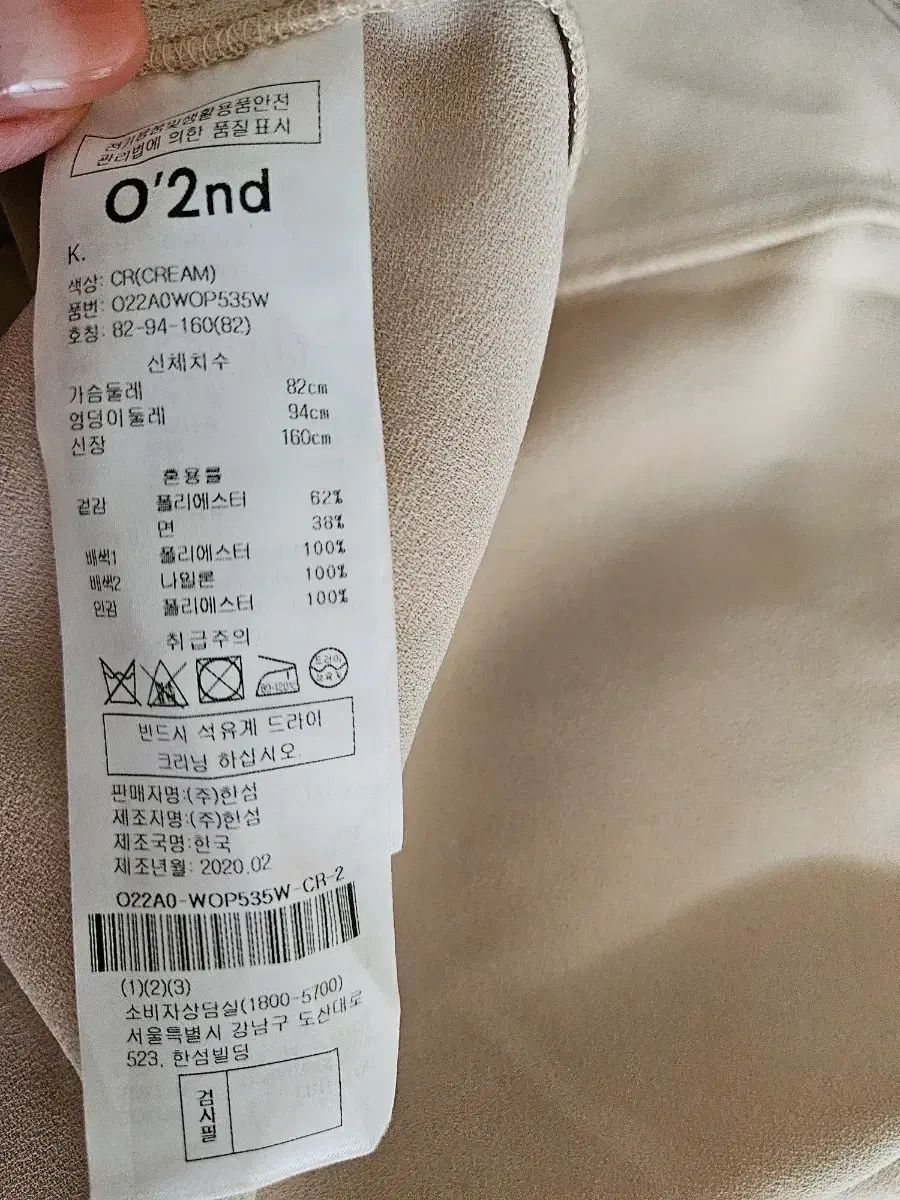 전기용품및생활용품안전
관리법에 의한 품질표시
O'2nd
K.
색상: CR(CREAM)
품번: O22A0WOP535W
호칭: 82-94-160(82)
신체치수
가슴둘레 82cm
엉덩이둘레 94cm
신장 160cm
혼용률
겉감 폴리에스터 62%
면 38%
배색1 폴리에스터 100%
배색2 나일론 100%
안감 폴리에스터 100%
취급주의
80-120℃
드라이
석유계
반드시 석유계 드라이
크리닝 하십시오.
판매자명:(주)한섬
제조자명:(주)한섬
제조국명:한국
제조년월: 2020.02
O22A0-WOP535W-CR-2
(1)(2)(3)
소비자상담실(1800-5700)
서울특별시 강남구 도산대로
523, 한섬빌딩
검사필